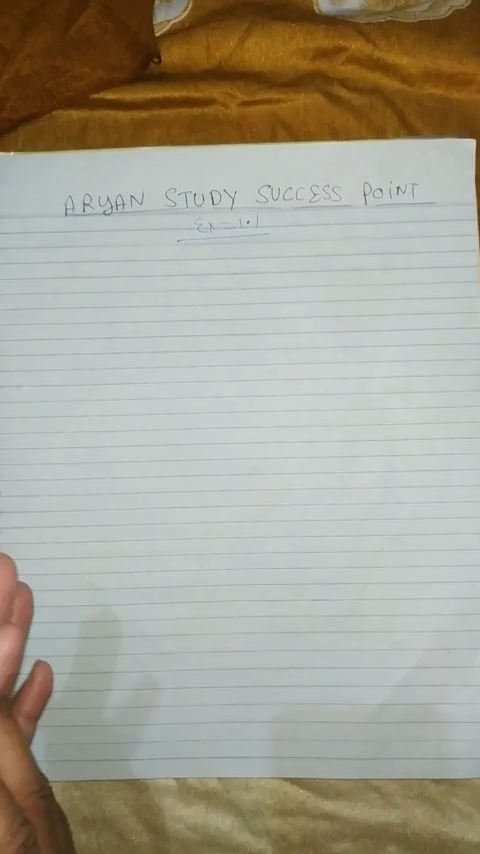 ARYAN STUDY SUCCESS POINT
Ex = 1.1